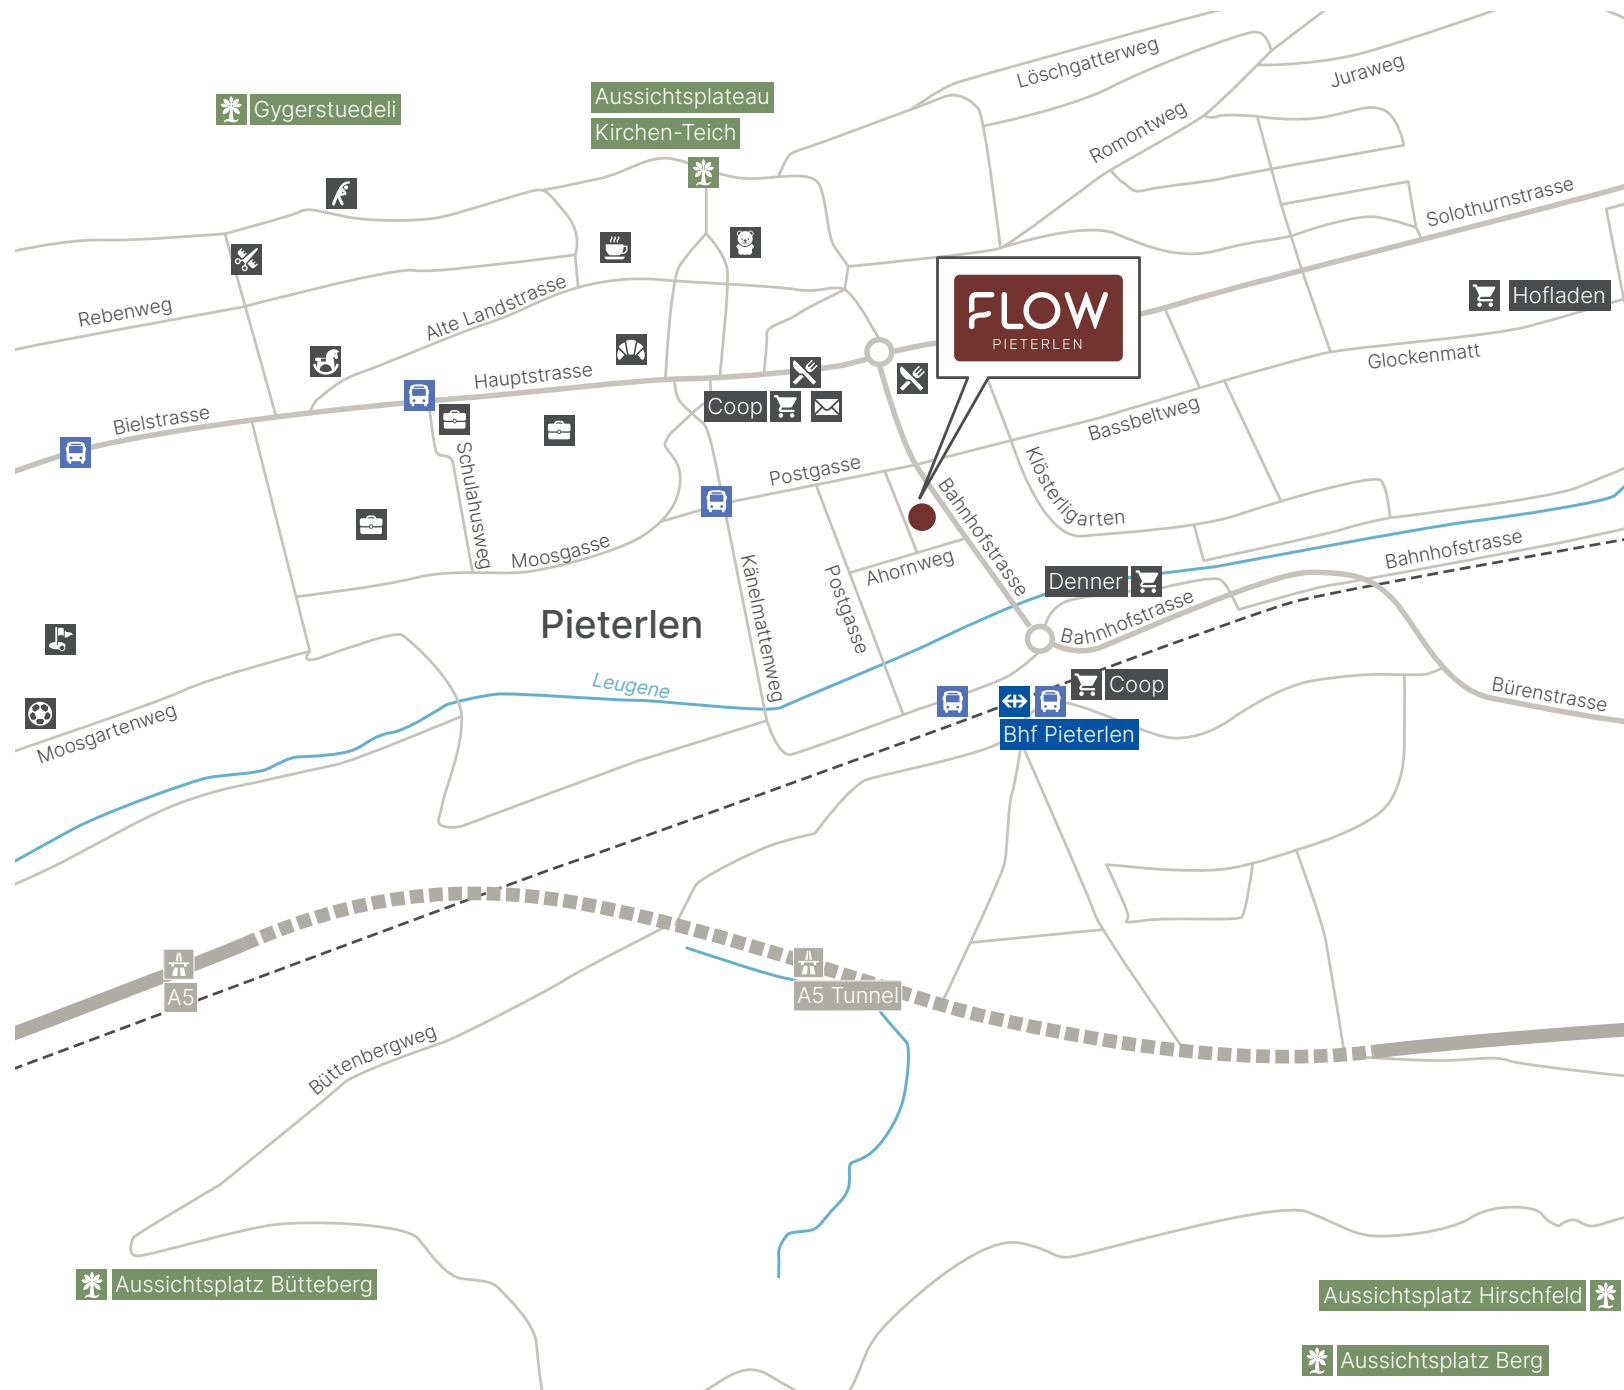 Löschgatterweg
Juraweg
Gygerstuedeli
Aussichtsplateau
Kirchen-Teich
Romontweg
Solothurnstrasse
Rebenweg
Alte Landstrasse
FLOW
PIETERLEN
Hofladen
Glockenmatt
Hauptstrasse
Bielstrasse
Coop
Bassbeltweg
Schulahusweg
Postgasse
Klösterligarten
Bahnhofstrasse
Moosgasse
Känelmattenweg
Postgasse
Ahornweg
Denner
Bahnhofstrasse
Bahnhofstrasse
Pieterlen
Leugene
Coop
Bürenstrasse
Moosgartenweg
Bhf Pieterlen
A5
A5 Tunnel
Büttenbergweg
Aussichtsplatz Bütteberg
Aussichtsplatz Hirschfeld
Aussichtsplatz Berg